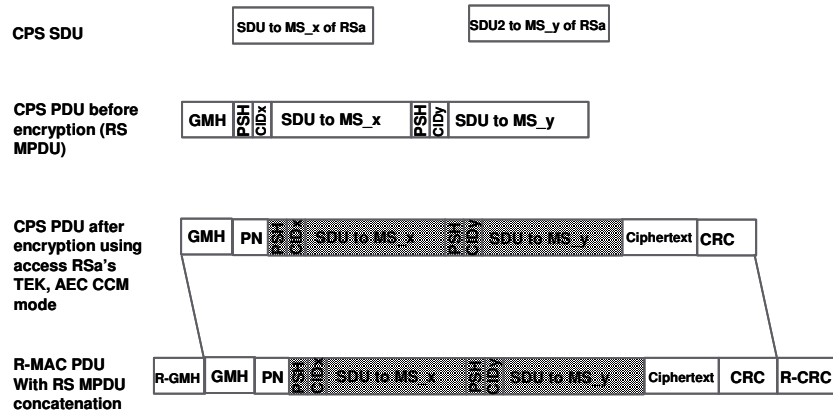 CPS SDU
SDU to MS_x of RSa
SDU2 to MS_y of RSa
CPS PDU before
encryption (RS
MPDU)
GMH PSH CIDx SDU to MS_x PSH CIDy SDU to MS_y
CPS PDU after
encryption using
access RSa's
TEK, AEC CCM
mode
GMH PN PSH CIDx SDU to MS_x PSH CIDy SDU to MS_y Ciphertext CRC
R-MAC PDU
With RS MPDU
concatenation
R-GMH GMH PN PSH CIDx SDU to MS_x PSH CIDy SDU to MS_y Ciphertext CRC R-CRC